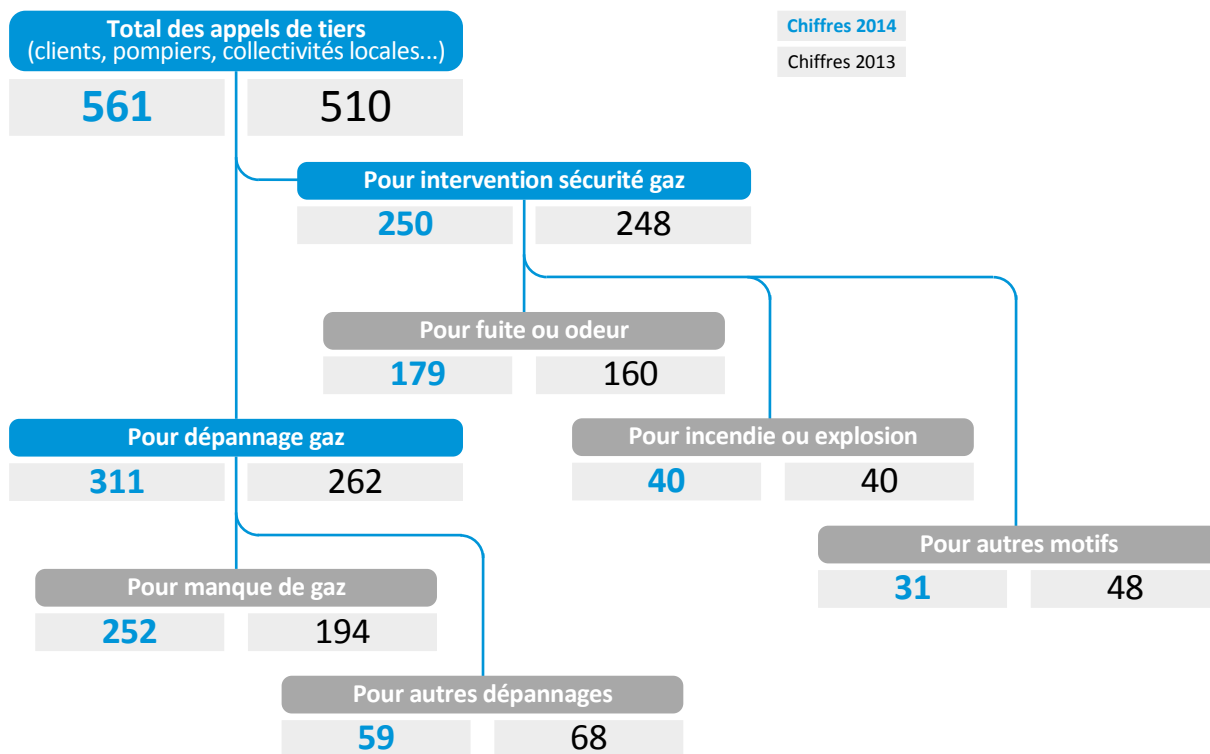 Total des appels de tiers
(clients, pompiers, collectivités locales...)
561 510
Chiffres 2014
Chiffres 2013
Pour intervention sécurité gaz
250 248
Pour fuite ou odeur
179 160
Pour dépannage gaz
311 262
Pour incendie ou explosion
40 40
Pour autres motifs
31 48
Pour manque de gaz
252 194
Pour autres dépannages
59 68